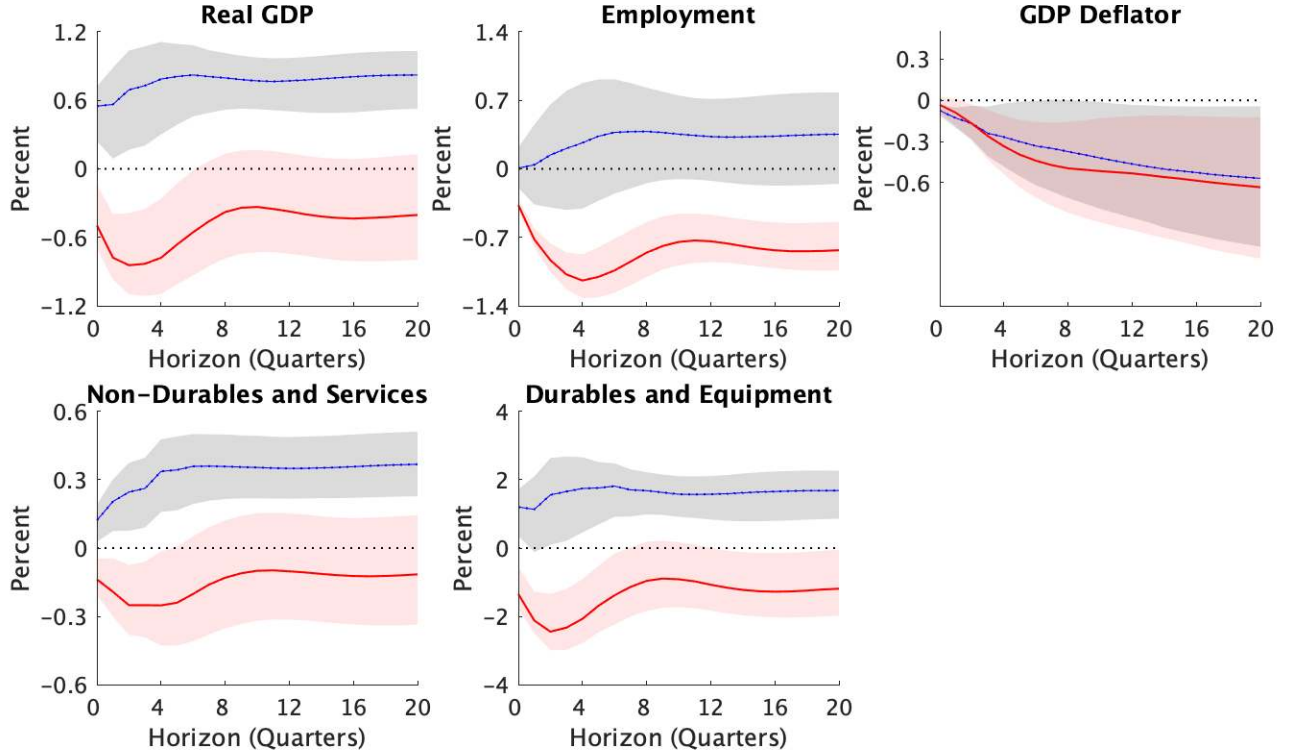 Real GDP
Percent
1.2
0.6
0
−0.6
−1.2
0 4 8 12 16 20
Horizon (Quarters)
Employment
Percent
1.4
0.7
0
−0.7
−1.4
0 4 8 12 16 20
Horizon (Quarters)
GDP Deflator
Percent
0.3
0
−0.3
−0.6
0 4 8 12 16 20
Horizon (Quarters)
Non−Durables and Services
Percent
0.6
0.3
0
−0.3
−0.6
0 4 8 12 16 20
Horizon (Quarters)
Durables and Equipment
Percent
4
2
0
−2
−4
0 4 8 12 16 20
Horizon (Quarters)